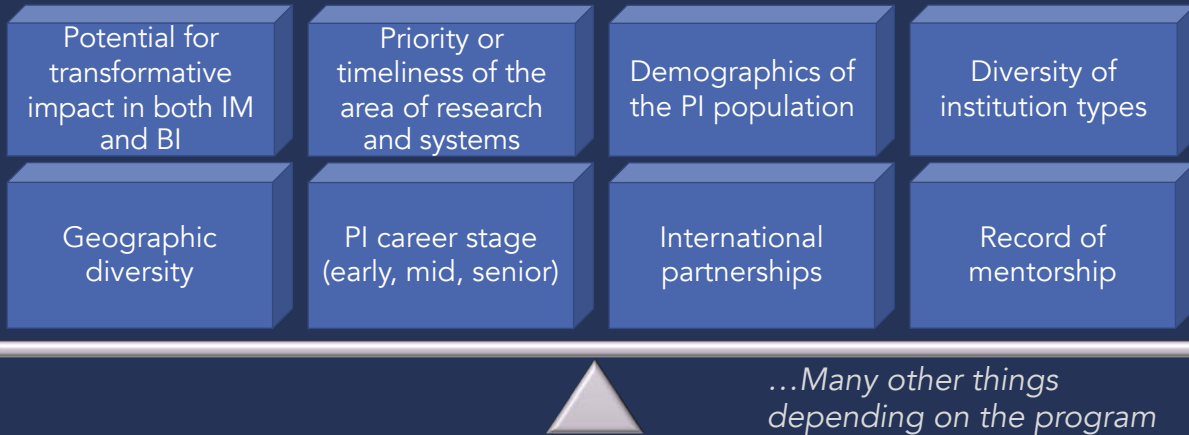 Potential for
transformative
impact in both IM
and BI
Priority or
timeliness of the
area of research
and systems
Demographics of
the PI population
Diversity of
institution types
Geographic
diversity
PI career stage
(early, mid, senior)
International
partnerships
Record of
mentorship
…Many other things
depending on the program